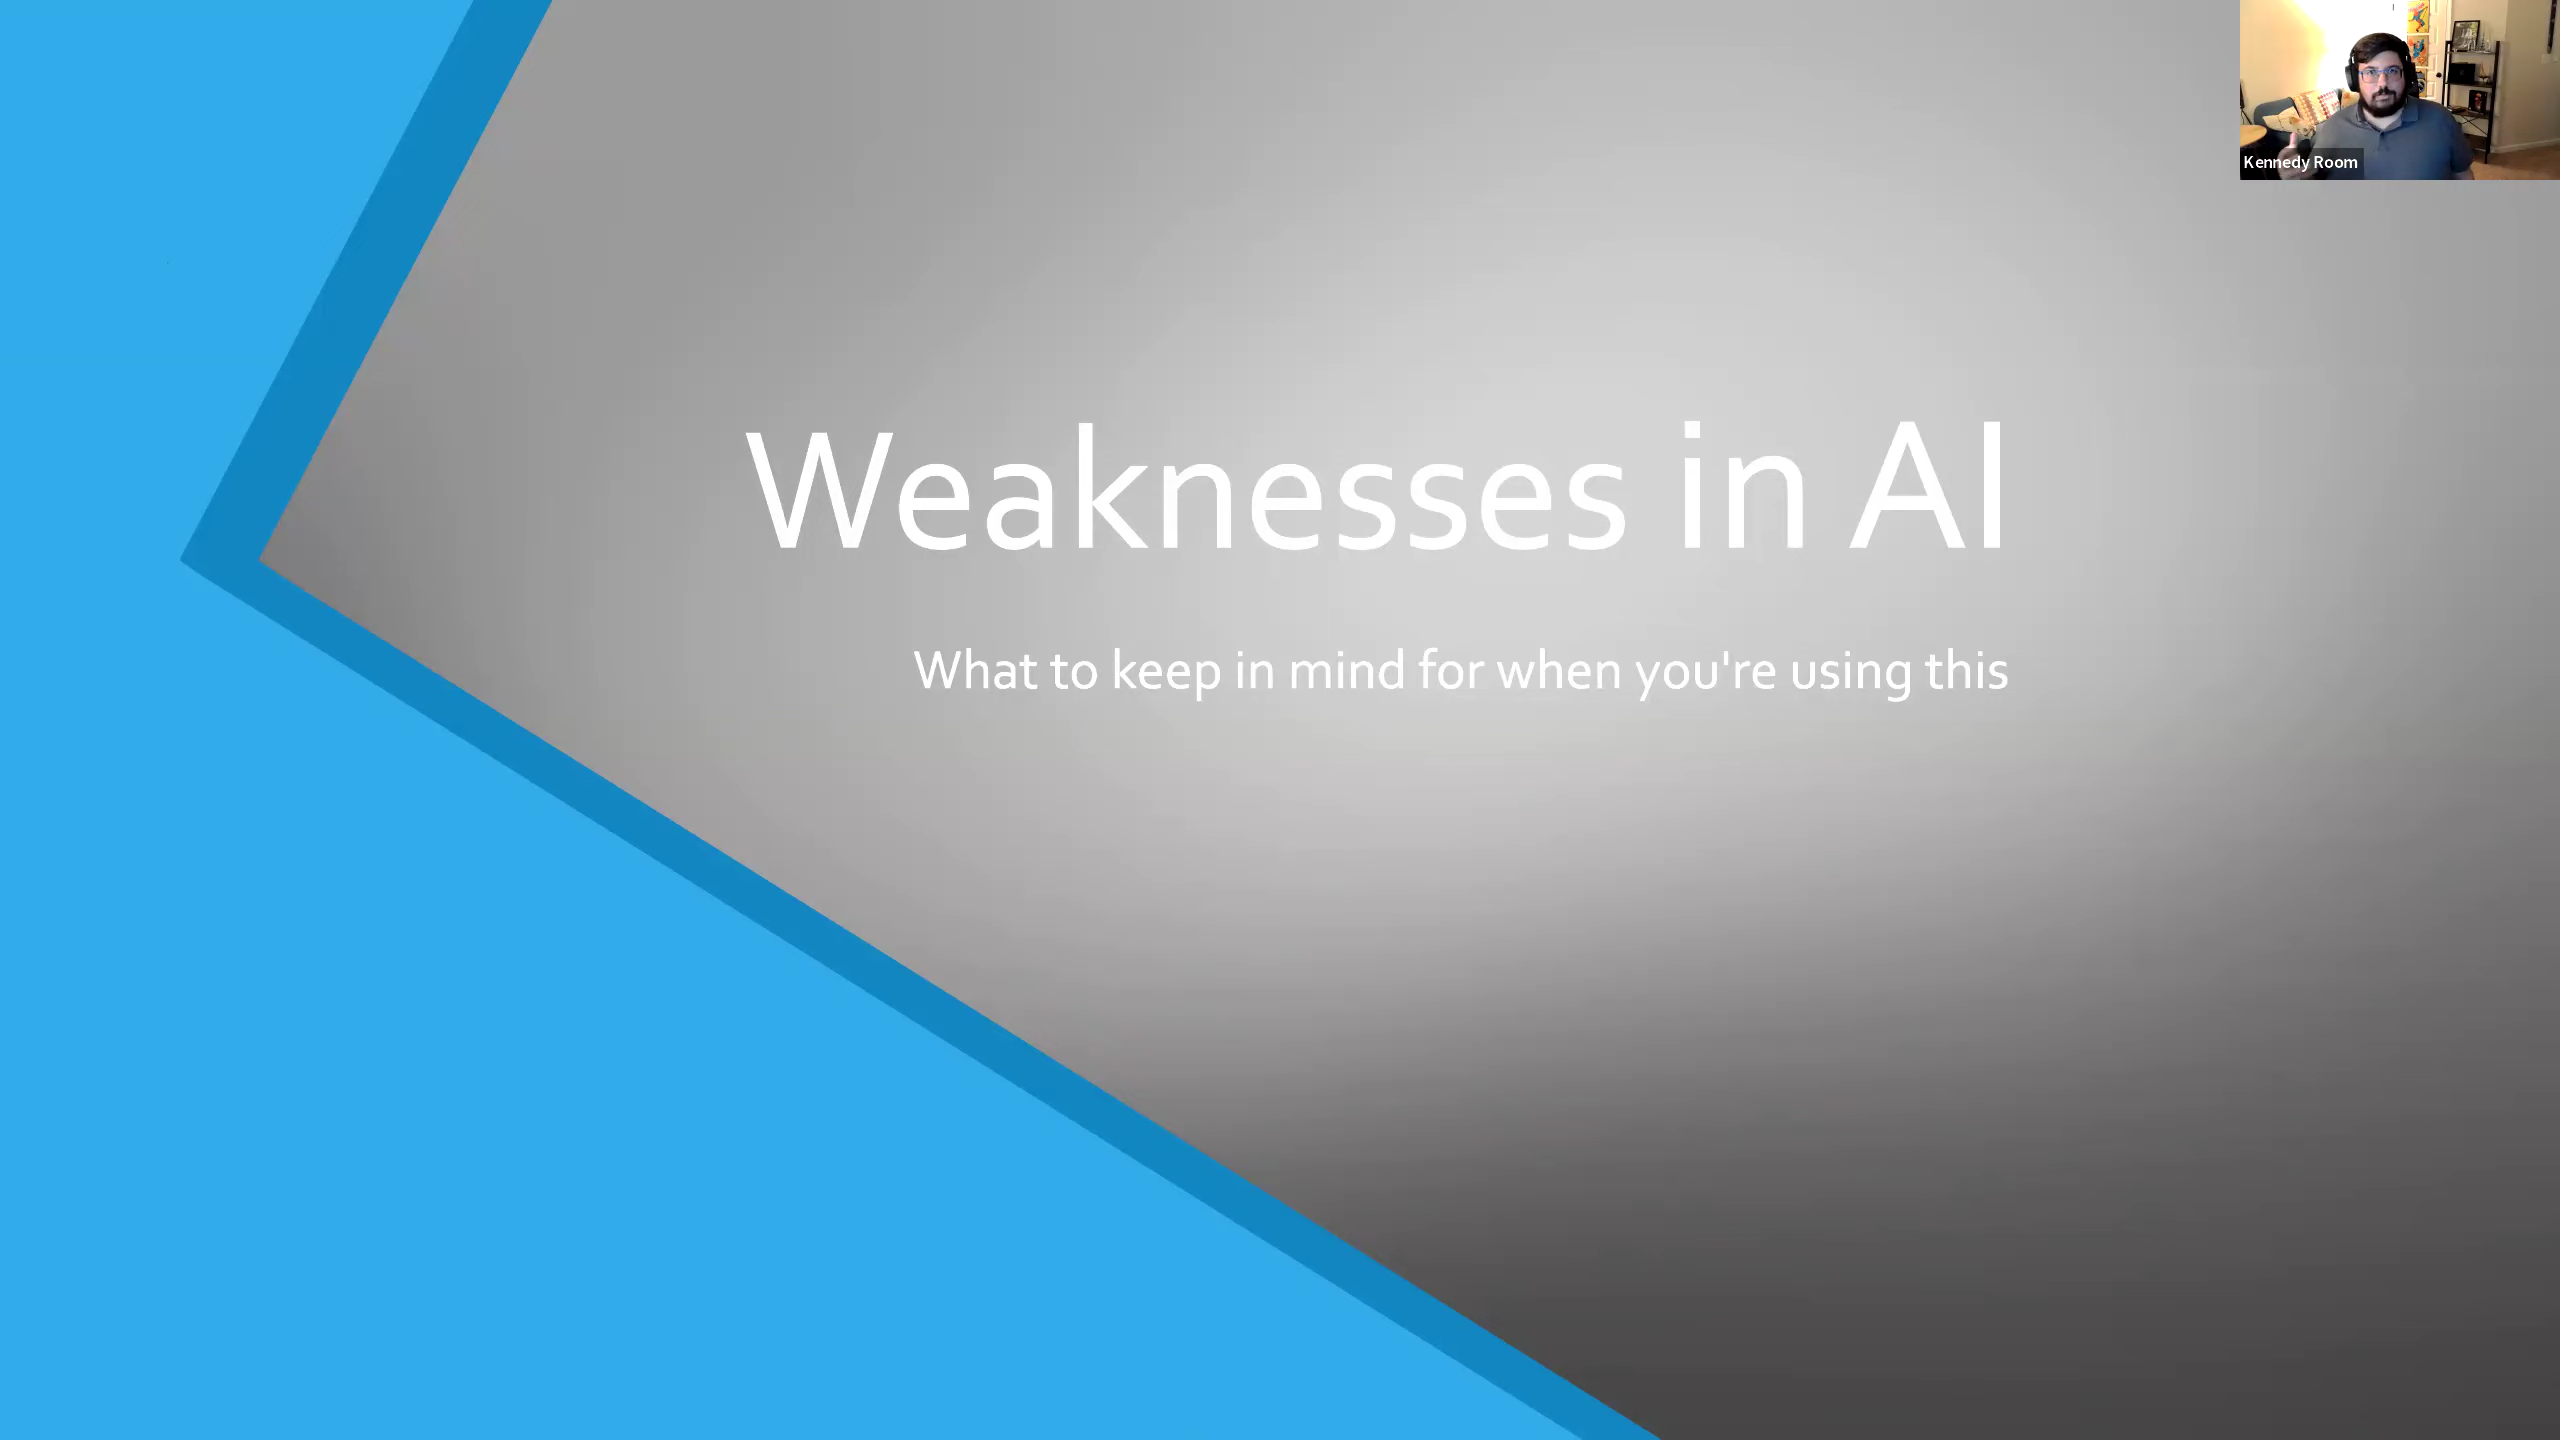 Weaknesses in AI
What to keep in mind for when you're using this
Kennedy Room